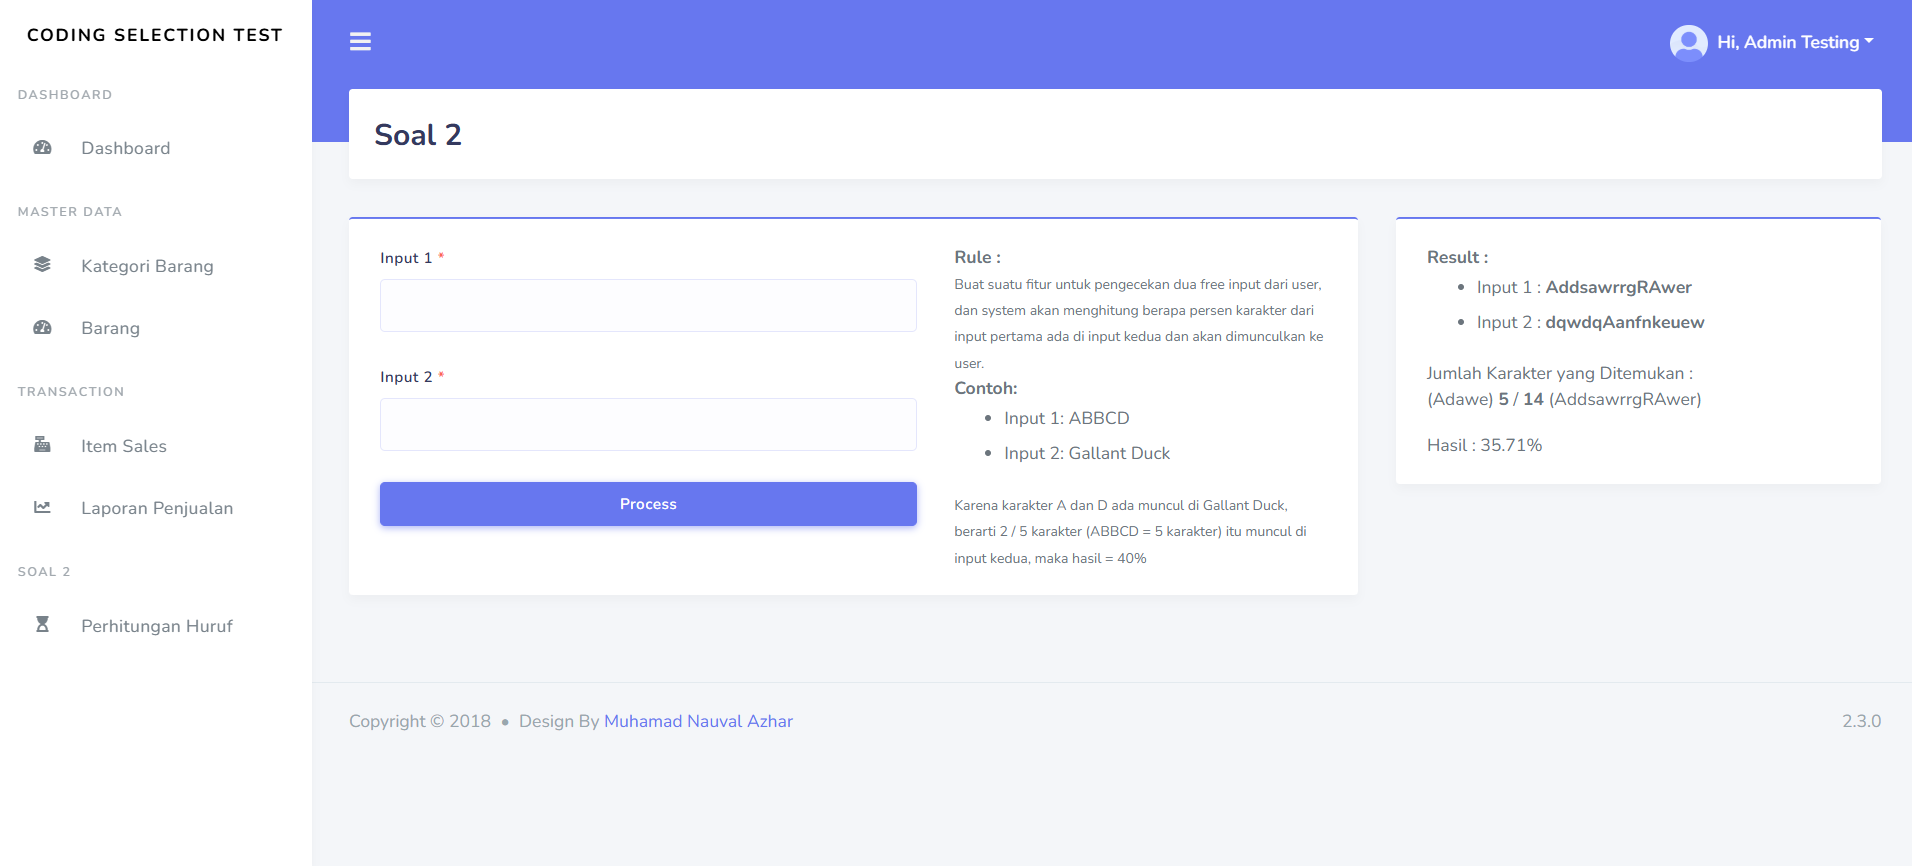 CODING SELECTION TEST
DASHBOARD
Dashboard
MASTER DATA
Kategori Barang
Barang
TRANSACTION
Item Sales
Laporan Penjualan
SOAL 2
Perhitungan Huruf
Hi, Admin Testing
Soal 2
Input 1 *
Input 2 *
Process
Rule :
Buat suatu fitur untuk pengecekan dua free input dari user,
dan system akan menghitung berapa persen karakter dari
input pertama ada di input kedua dan akan dimunculkan ke
user.
Contoh:
• Input 1: ABBCD
• Input 2: Gallant Duck
Karena karakter A dan D ada muncul di Gallant Duck,
berarti 2 / 5 karakter (ABBCD = 5 karakter) itu muncul di
input kedua, maka hasil = 40%
Result :
• Input 1 : AddsawrrgRAwer
• Input 2 : dqwdqAanfnkeuew
Jumlah Karakter yang Ditemukan :
(Adawe) 5 / 14 (AddsawrrgRAwer)
Hasil : 35.71%
Copyright © 2018 • Design By Muhamad Nauval Azhar
2.3.0